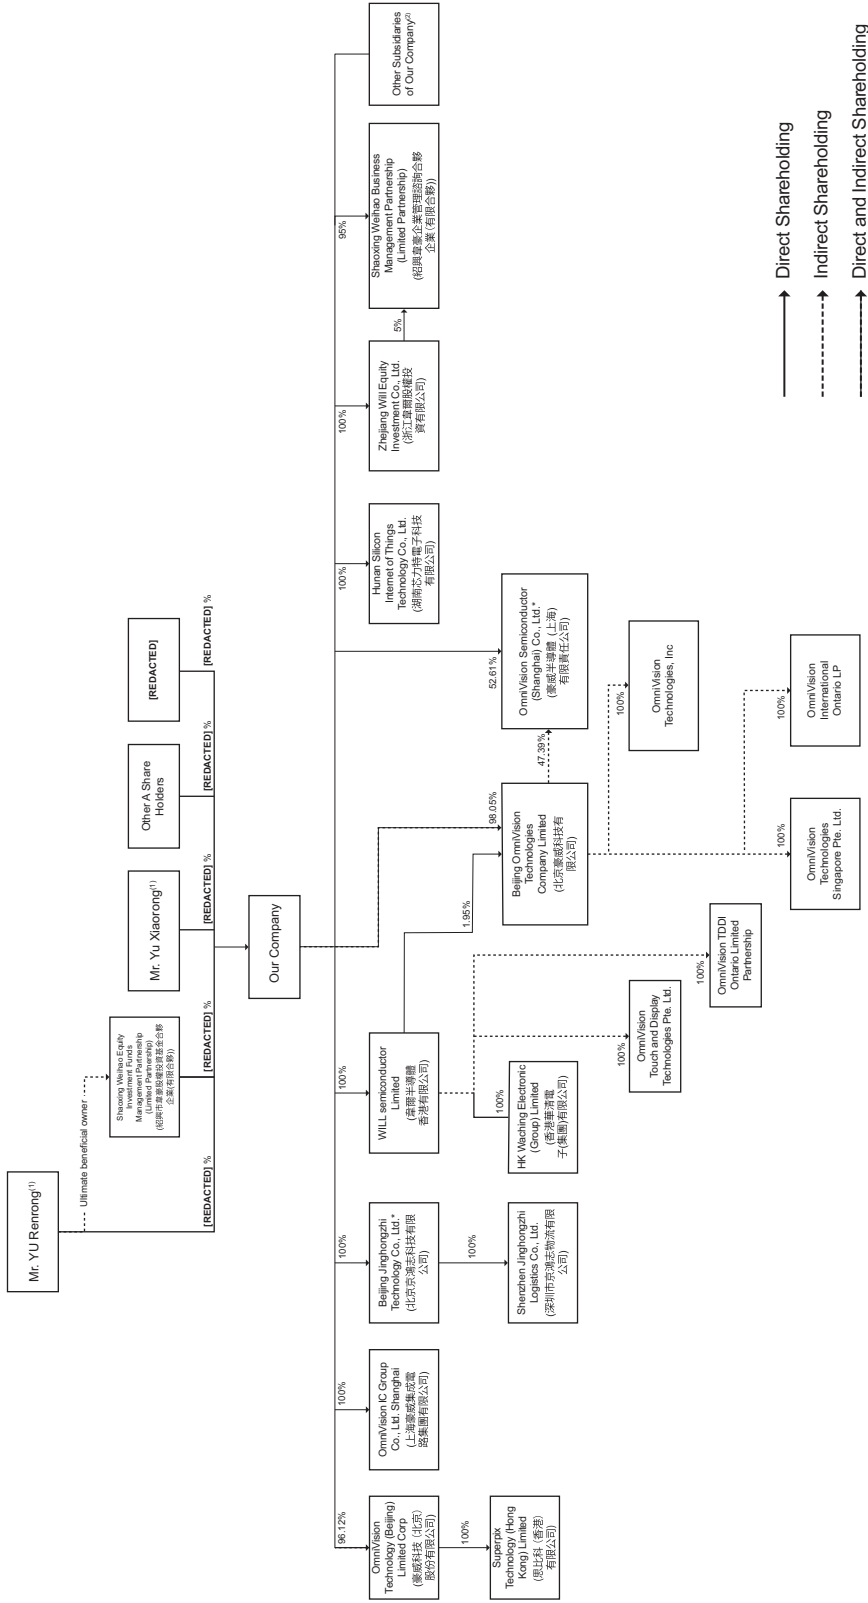 Mr. YU Renrong(1)
Ultimate beneficial owner
Shaoxing Weihao Equity
Investment Funds
Management Partnership
(Limited Partnership)
(紹興市韋豪股權投資基金合夥
企業(有限合夥))
Mr. Yu Xiaorong(1)
Other A Share
Holders
[REDACTED]
[REDACTED] %
[REDACTED] %
[REDACTED] %
[REDACTED] %
[REDACTED] %
Our Company
96.12%
100%
100%
100%
98.05%
52.61%
100%
100%
95%
OmniVision
Technology (Beijing)
Limited Corp
(豪威科技 (北京)
股份有限公司)
OmniVision IC Group
Co., Ltd. Shanghai
(上海豪威集成電
路集團有限公司)
Beijing Jinghongzhi
Technology Co., Ltd.*
(北京京鴻志科技有限
公司)
WILL semiconductor
Limited
(韋爾半導體
香港有限公司)
Hunan Silicon
Internet of Things
Technology Co., Ltd.
(湖南芯力特電子科技
有限公司)
Zhejiang Will Equity
Investment Co., Ltd.
(浙江韋爾股權投
資有限公司)
5%
Shaoxing Weihao Business
Management Partnership
(Limited Partnership)
(紹興韋豪企業管理諮詢合夥
企業(有限合夥))
Other Subsidiaries
of Our Company(2)
100%
Superpix
Technology (Hong
Kong) Limited
(思比科 (香港)
有限公司)
100%
Shenzhen Jinghongzhi
Logistics Co., Ltd.
(深圳市京鴻志物流有限
公司)
100%
HK Waching Electronic
(Group) Limited
(香港華清電
子(集團)有限公司)
1.95%
Beijing OmniVision
Technologies
Company Limited
(北京豪威科技有
限公司)
47.39%
OmniVision Semiconductor
(Shanghai) Co., Ltd.*
(豪威半導體 (上海)
有限責任公司)
100%
OmniVision
Touch and Display
Technologies Pte. Ltd.
100%
OmniVision
Technologies, Inc
100%
OmniVision TDDI
Ontario Limited
Partnership
100%
OmniVision
Technologies
Singapore Pte. Ltd.
100%
OmniVision
International
Ontario LP
Direct Shareholding
Indirect Shareholding
Direct and Indirect Shareholding